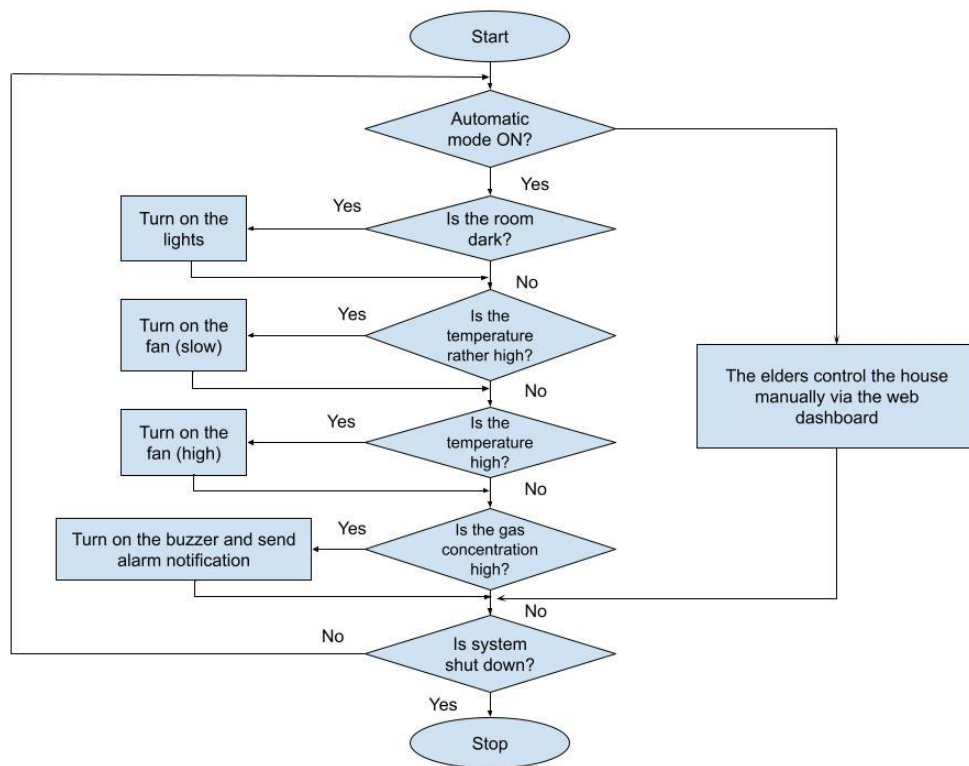 Start
Automatic
mode ON?
Yes
Yes
Turn on the
lights
Is the room
dark?
No
Turn on the
fan (slow)
Yes
Is the
temperature
rather high?
The elders control the house
manually via the web
dashboard
No
Turn on the
fan (high)
Yes
Is the
temperature
high?
No
Turn on the buzzer and send
alarm notification
Yes
Is the gas
concentration
high?
No
No
Is system
shut down?
Yes
Stop